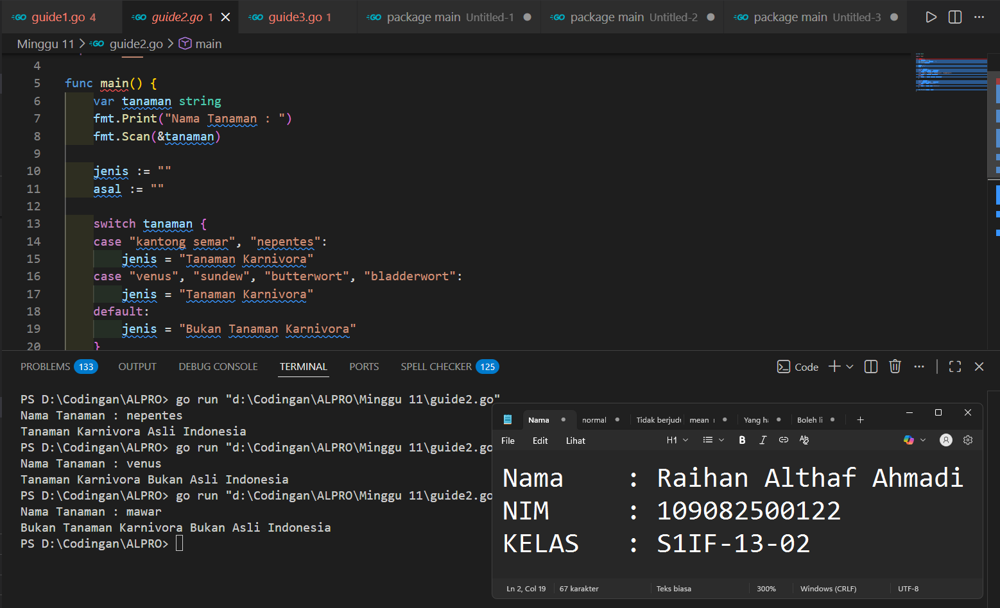 GO guide1.go 4 GO guide2.go 1 GO guide3.go 1 GO package main Untitled-1 GO package main Untitled-2 GO package main Untitled-3
Minggu 11 > GO guide2.go > main
4
5 func main() {
6 var tanaman string
7 fmt.Print("Nama Tanaman : ")
8 fmt.Scan(&tanaman)
9
10 jenis := ""
11 asal := ""
12
13 switch tanaman {
14 case "kantong semar", "nepentes":
15 jenis = "Tanaman Karnivora"
16 case "venus", "sundew", "butterwort", "bladderwort":
17 jenis = "Tanaman Karnivora"
18 default:
19 jenis = "Bukan Tanaman Karnivora"
20 }
PROBLEMS 133 OUTPUT DEBUG CONSOLE TERMINAL PORTS SPELL CHECKER 125 Code
PS D:\Codingan\ALPRO> go run "d:\Codingan\ALPRO\Minggu 11\guide2.go"
Nama Tanaman : nepentes
Tanaman Karnivora Asli Indonesia
PS D:\Codingan\ALPRO> go run "d:\Codingan\ALPRO\Minggu 11\guide2.go
Nama Tanaman : venus
Tanaman Karnivora Bukan Asli Indonesia
PS D:\Codingan\ALPRO> go run "d:\Codingan\ALPRO\Minggu 11\guide2.go
Nama Tanaman : mawar
Bukan Tanaman Karnivora Bukan Asli Indonesia
PS D:\Codingan\ALPRO>
Nama normal Tidak berjudu mean Yang ha Boleh li
File Edit Lihat H1 B I
Nama : Raihan Althaf Ahmadi
NIM : 109082500122
KELAS : S1IF-13-02
Ln 2, Col 19 67 karakter Teks biasa 300% Windows (CRLF) UTF-8